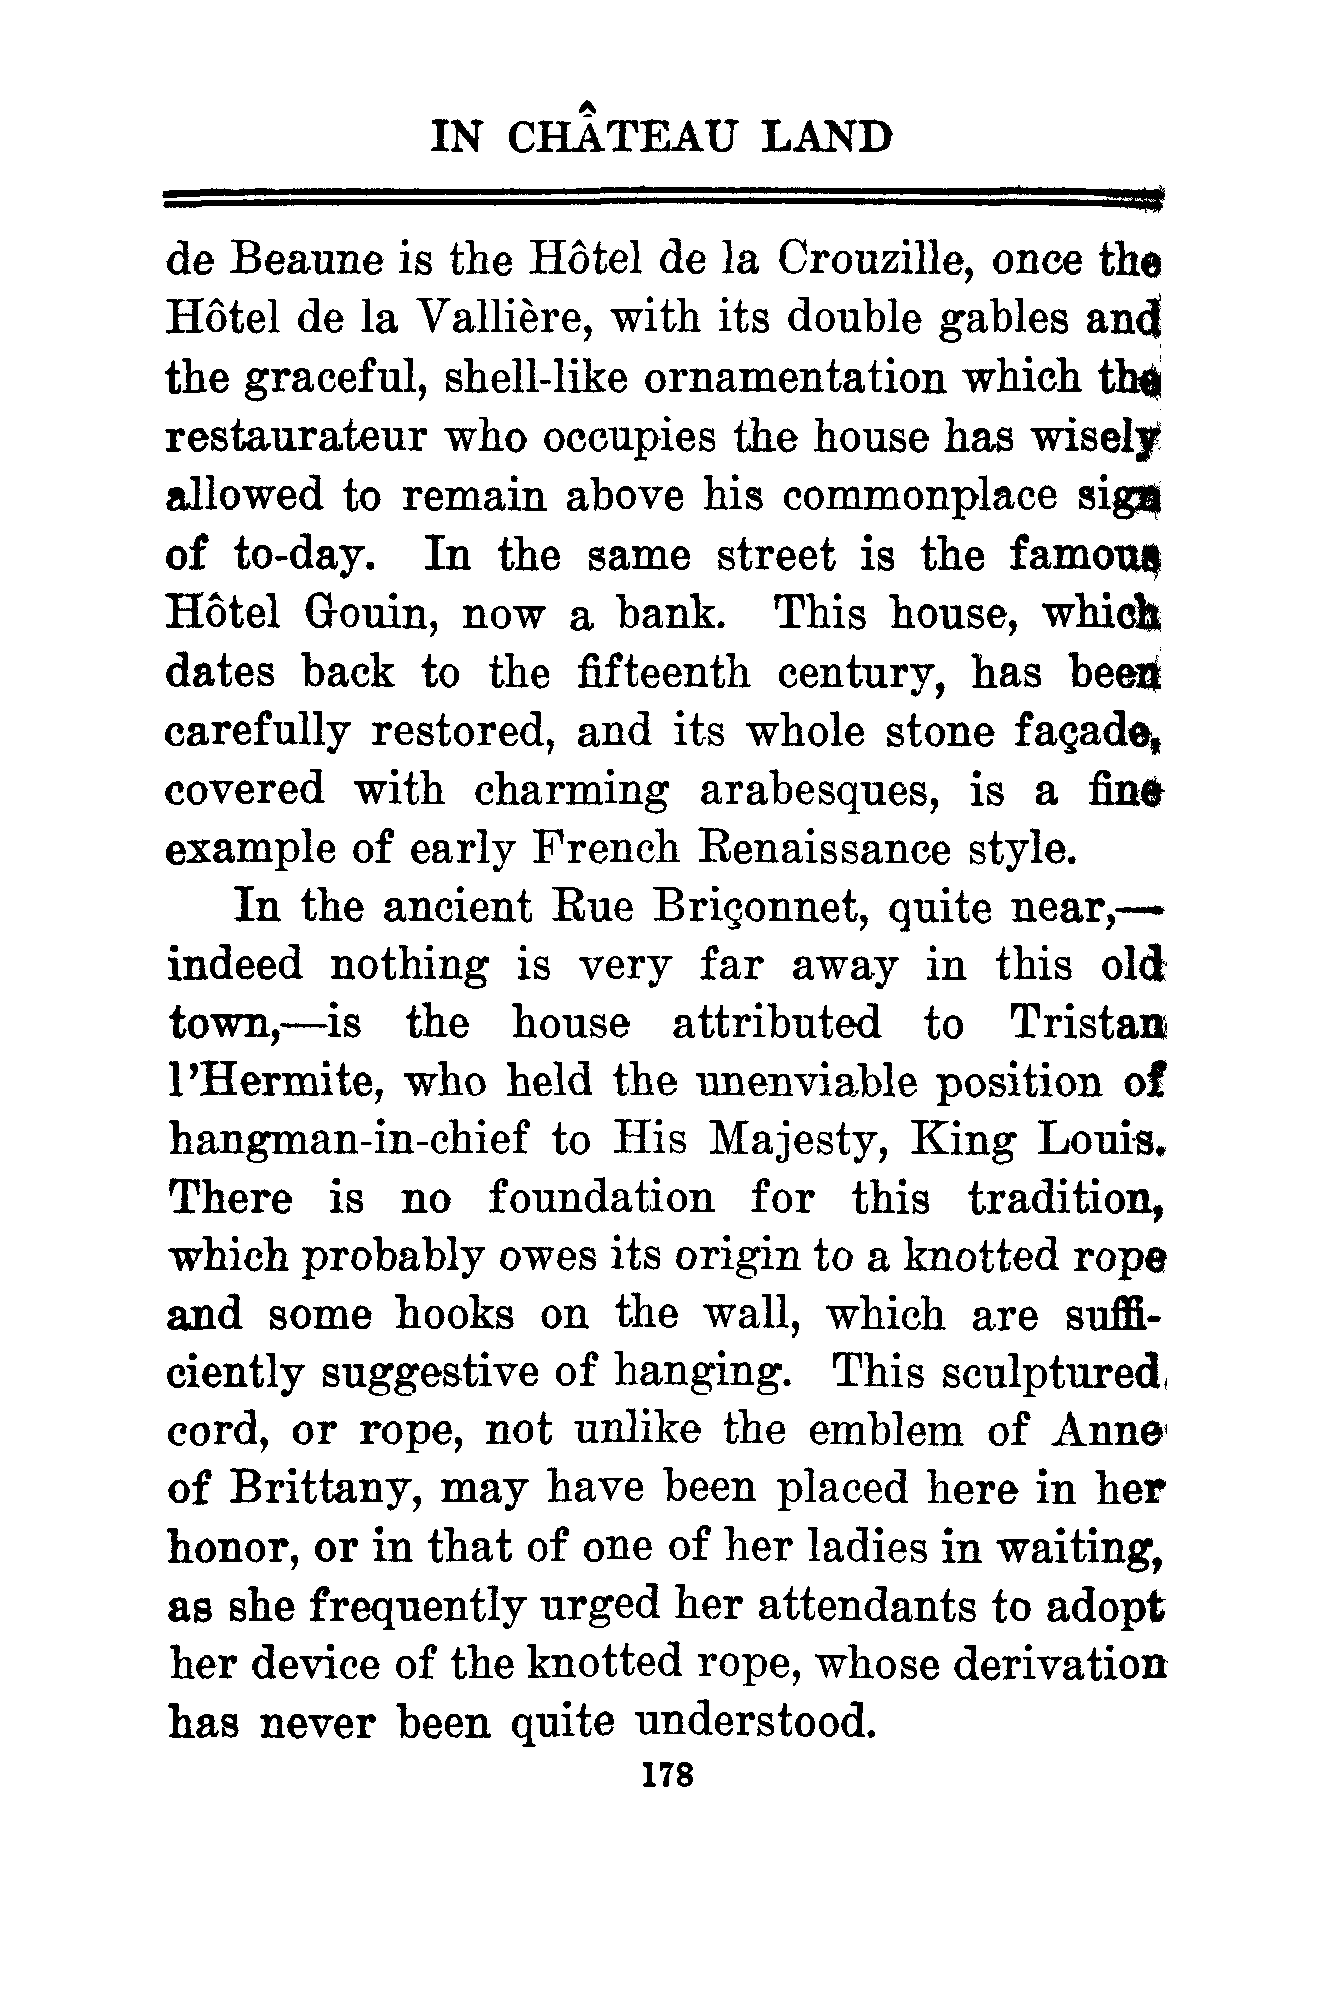 IN CHÂTEAU LAND
de Beaune is the Hôtel de la Crouzille, once the
Hôtel de la Vallière, with its double gables and
the graceful, shell-like ornamentation which the
restaurateur who occupies the house has wisely
allowed to remain above his commonplace sign
of to-day. In the same street is the famous
Hôtel Gouin, now a bank. This house, which
dates back to the fifteenth century, has been
carefully restored, and its whole stone façade,
covered with charming arabesques, is a fine
example of early French Renaissance style.
In the ancient Rue Briçonnet, quite near,—
indeed nothing is very far away in this old
town,—is the house attributed to Tristan
l'Hermite, who held the unenviable position of
hangman-in-chief to His Majesty, King Louis.
There is no foundation for this tradition,
which probably owes its origin to a knotted rope
and some hooks on the wall, which are suffi-
ciently suggestive of hanging. This sculptured
cord, or rope, not unlike the emblem of Anne
of Brittany, may have been placed here in her
honor, or in that of one of her ladies in waiting,
as she frequently urged her attendants to adopt
her device of the knotted rope, whose derivation
has never been quite understood.
178